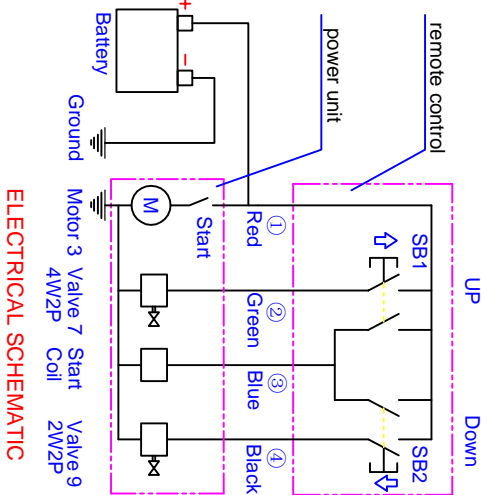 remote control
power unit
+
−
Battery
Ground
UP
Down
SB1
SB2
Start
①
Red
②
Green
③
Blue
④
Black
M
Motor 3
Valve 7
4W2P
Start
Coil
Valve 9
2W2P
ELECTRICAL SCHEMATIC